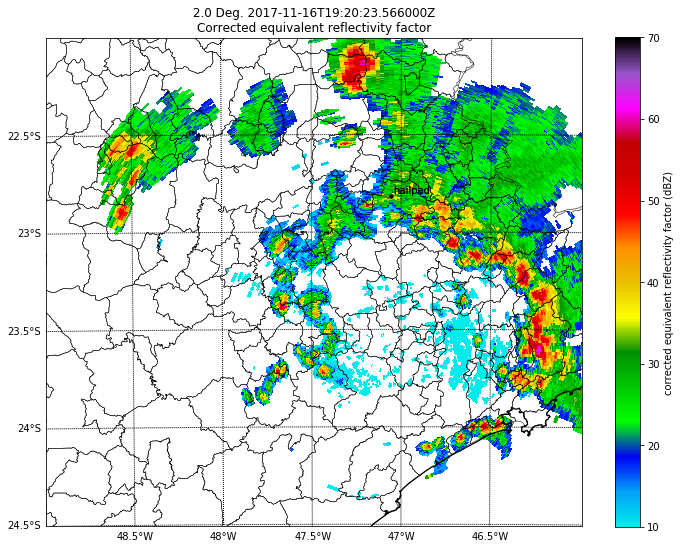 2.0 Deg. 2017-11-16T19:20:23.566000Z
Corrected equivalent reflectivity factor
70
60
50
40
30
20
10
corrected equivalent reflectivity factor (dBZ)
22.5°S
23°S
23.5°S
24°S
24.5°S
hailpad
48.5°W
48°W
47.5°W
47°W
46.5°W